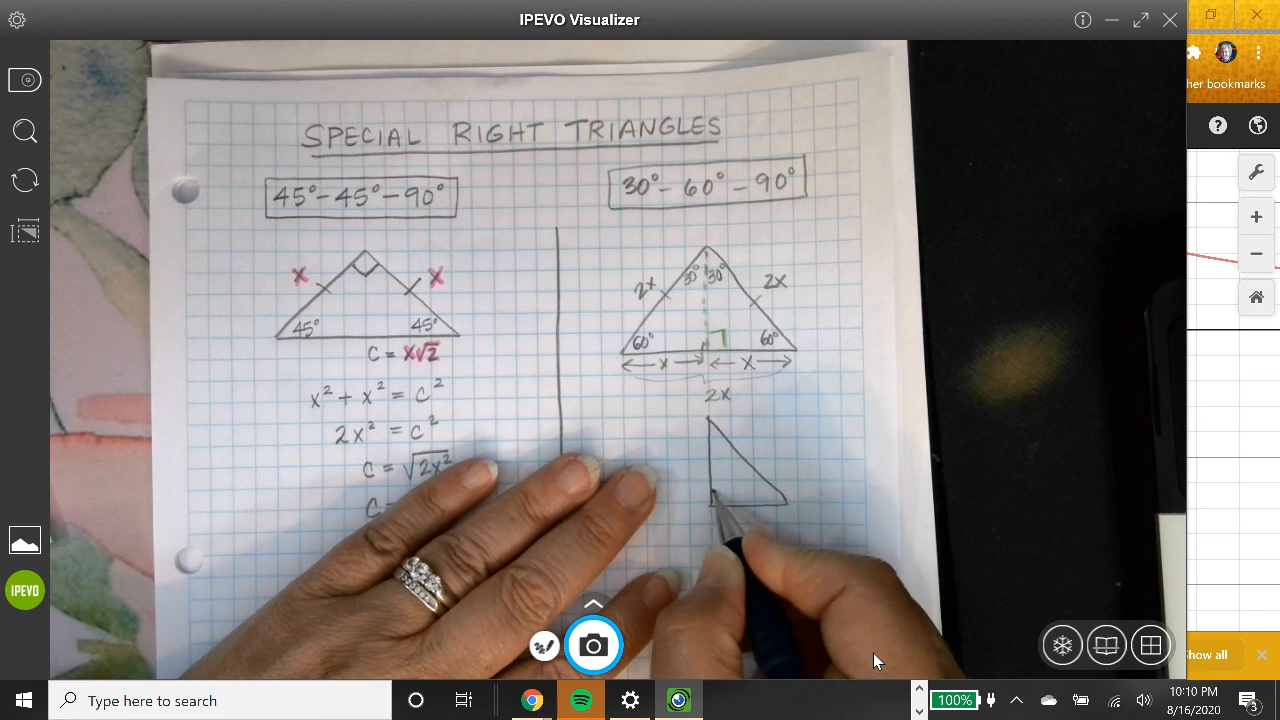 IPEVO Visualizer
her bookmarks
SPECIAL RIGHT TRIANGLES
45°-45°-90°
x
x
45°
45°
C = x√2
x² + x² = c²
2x² = c²
C = √2x²
C
30°-60°-90°
30°
30°
2x
2x
60°
60°
x
x
2x
IPEVO
Show all
Type here to search
100%
10:10 PM
8/16/2020
3